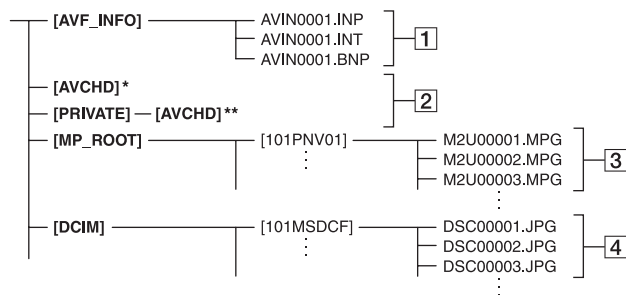 [AVF_INFO] AVIN0001.INP
AVIN0001.INT 1
AVIN0001.BNP
[AVCHD]*
2
[PRIVATE] [AVCHD]**
[MP_ROOT] [101PNV01] M2U00001.MPG
M2U00002.MPG 3
M2U00003.MPG
[DCIM] [101MSDCF] DSC00001.JPG
DSC00002.JPG 4
DSC00003.JPG